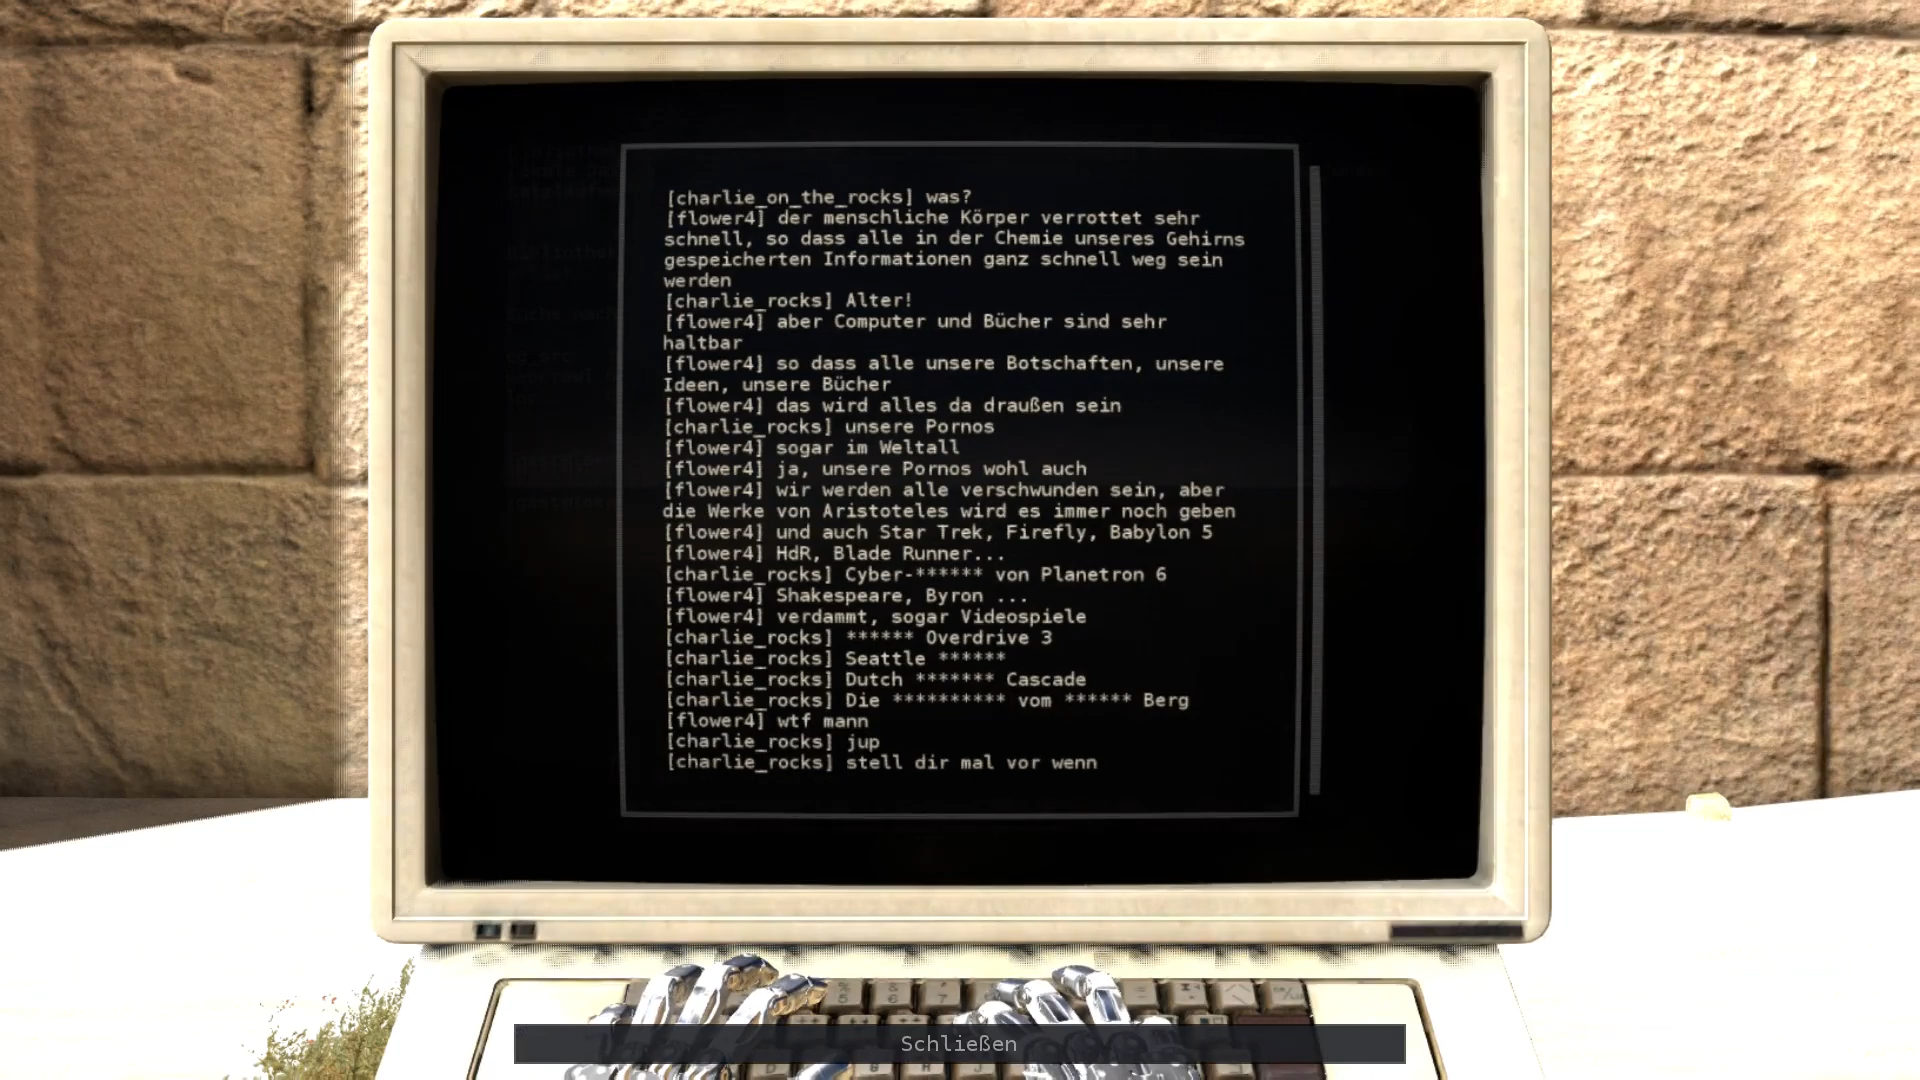 [charlie_on_the_rocks] was?
[flower4] der menschliche Körper verrottet sehr
schnell, so dass alle in der Chemie unseres Gehirns
gespeicherten Informationen ganz schnell weg sein
werden
[charlie_rocks] Alter!
[flower4] aber Computer und Bücher sind sehr
haltbar
[flower4] so dass alle unsere Botschaften, unsere
Ideen, unsere Bücher
[flower4] das wird alles da draußen sein
[charlie_rocks] unsere Pornos
[flower4] sogar im Weltall
[flower4] ja, unsere Pornos wohl auch
[flower4] wir werden alle verschwunden sein, aber
die Werke von Aristoteles wird es immer noch geben
[flower4] und auch Star Trek, Firefly, Babylon 5
[flower4] HdR, Blade Runner...
[charlie_rocks] Cyber-****** von Planetron 6
[flower4] Shakespeare, Byron ...
[flower4] verdammt, sogar Videospiele
[charlie_rocks] ****** Overdrive 3
[charlie_rocks] Seattle ******
[charlie_rocks] Dutch ******* Cascade
[charlie_rocks] Die ********** vom ****** Berg
[flower4] wtf mann
[charlie_rocks] jup
[charlie_rocks] stell dir mal vor wenn
Schließen